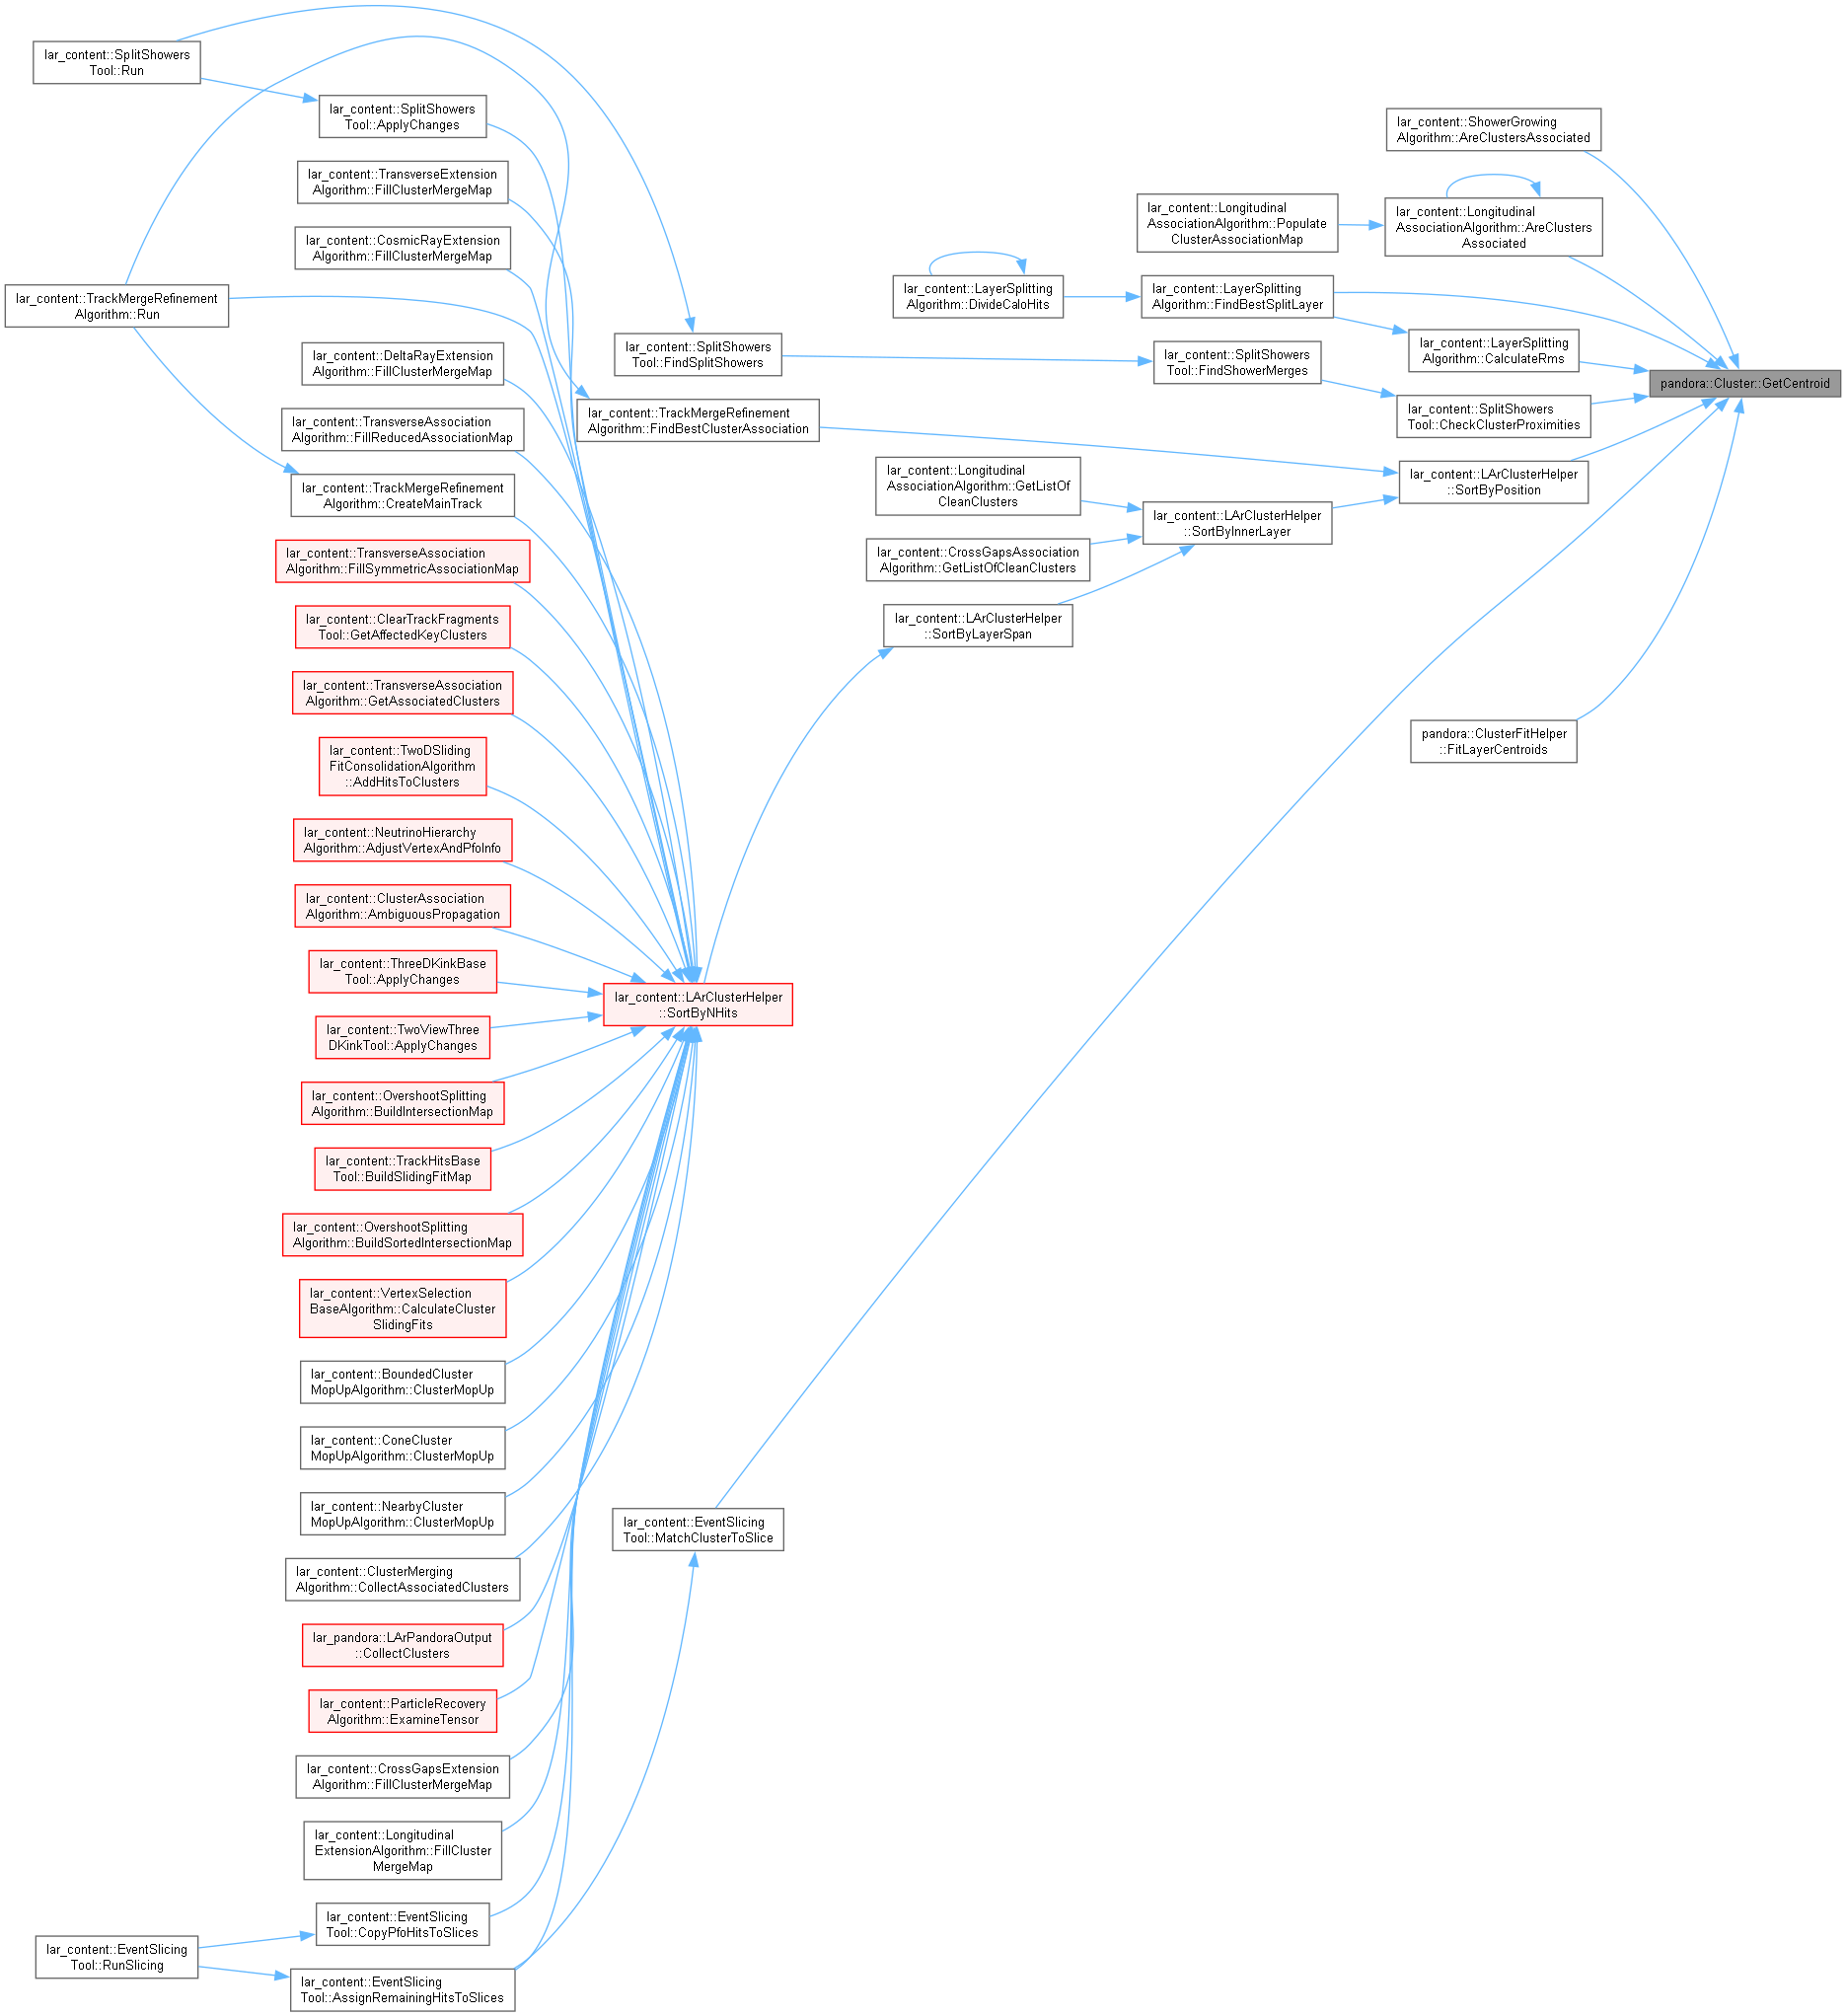 lar_content::SplitShowers
Tool::Run
lar_content::SplitShowers
Tool::ApplyChanges
lar_content::TransverseExtension
Algorithm::FillClusterMergeMap
lar_content::CosmicRayExtension
Algorithm::FillClusterMergeMap
lar_content::TrackMergeRefinement
Algorithm::Run
lar_content::DeltaRayExtension
Algorithm::FillClusterMergeMap
lar_content::TransverseAssociation
Algorithm::FillReducedAssociationMap
lar_content::TrackMergeRefinement
Algorithm::CreateMainTrack
lar_content::TransverseAssociation
Algorithm::FillSymmetricAssociationMap
lar_content::ClearTrackFragments
Tool::GetAffectedKeyClusters
lar_content::TransverseAssociation
Algorithm::GetAssociatedClusters
lar_content::TwoDSliding
FitConsolidationAlgorithm
::AddHitsToClusters
lar_content::NeutrinoHierarchy
Algorithm::AdjustVertexAndPfoInfo
lar_content::ClusterAssociation
Algorithm::AmbiguousPropagation
lar_content::ThreeDKinkBase
Tool::ApplyChanges
lar_content::TwoViewThree
DKinkTool::ApplyChanges
lar_content::OvershootSplitting
Algorithm::BuildIntersectionMap
lar_content::TrackHitsBase
Tool::BuildSlidingFitMap
lar_content::OvershootSplitting
Algorithm::BuildSortedIntersectionMap
lar_content::VertexSelection
BaseAlgorithm::CalculateCluster
SlidingFits
lar_content::BoundedCluster
MopUpAlgorithm::ClusterMopUp
lar_content::ConeCluster
MopUpAlgorithm::ClusterMopUp
lar_content::NearbyCluster
MopUpAlgorithm::ClusterMopUp
lar_content::ClusterMerging
Algorithm::CollectAssociatedClusters
lar_pandora::LArPandoraOutput
::CollectClusters
lar_content::ParticleRecovery
Algorithm::ExamineTensor
lar_content::CrossGapsExtension
Algorithm::FillClusterMergeMap
lar_content::Longitudinal
ExtensionAlgorithm::FillCluster
MergeMap
lar_content::EventSlicing
Tool::CopyPfoHitsToSlices
lar_content::EventSlicing
Tool::RunSlicing
lar_content::EventSlicing
Tool::AssignRemainingHitsToSlices
lar_content::SplitShowers
Tool::FindSplitShowers
lar_content::TrackMergeRefinement
Algorithm::FindBestClusterAssociation
lar_content::LArClusterHelper
::SortByNHits
lar_content::EventSlicing
Tool::MatchClusterToSlice
lar_content::LayerSplitting
Algorithm::DivideCaloHits
lar_content::Longitudinal
AssociationAlgorithm::GetListOf
CleanClusters
lar_content::CrossGapsAssociation
Algorithm::GetListOfCleanClusters
lar_content::LArClusterHelper
::SortByLayerSpan
lar_content::Longitudinal
AssociationAlgorithm::Populate
ClusterAssociationMap
lar_content::LayerSplitting
Algorithm::FindBestSplitLayer
lar_content::SplitShowers
Tool::FindShowerMerges
lar_content::LArClusterHelper
::SortByInnerLayer
lar_content::ShowerGrowing
Algorithm::AreClustersAssociated
lar_content::Longitudinal
AssociationAlgorithm::AreClusters
Associated
lar_content::LayerSplitting
Algorithm::CalculateRms
lar_content::SplitShowers
Tool::CheckClusterProximities
lar_content::LArClusterHelper
::SortByPosition
pandora::ClusterFitHelper
::FitLayerCentroids
pandora::Cluster::GetCentroid